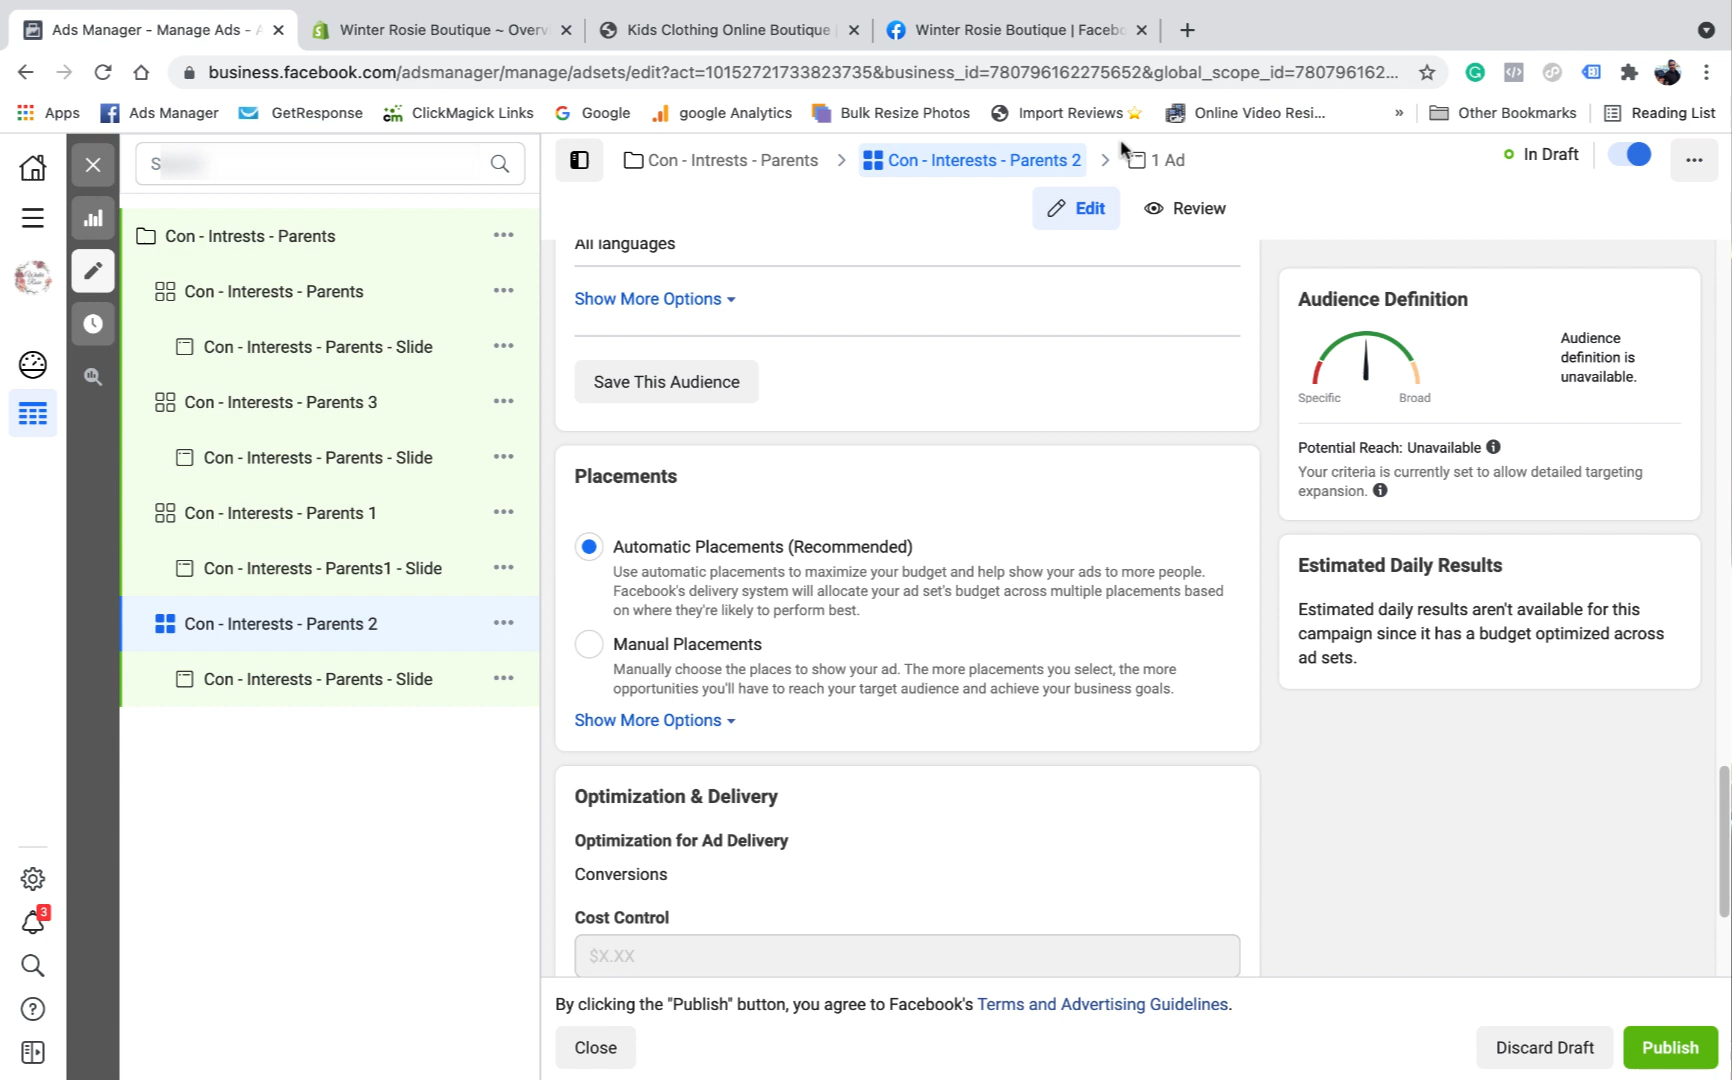 Ads Manager - Manage Ads - A
Winter Rosie Boutique ~ Overv
Kids Clothing Online Boutique
Winter Rosie Boutique | Facebo
business.facebook.com/adsmanager/manage/adsets/edit?act=10152721733823735&business_id=780796162275652&global_scope_id=780796162...
Apps
Ads Manager
GetResponse
ClickMagick Links
Google
google Analytics
Bulk Resize Photos
Import Reviews
Online Video Resi...
»
Other Bookmarks
Reading List
Con - Intrests - Parents
Con - Interests - Parents 2
1 Ad
In Draft
Edit
Review
Con - Intrests - Parents
Con - Interests - Parents
Con - Interests - Parents - Slide
Con - Interests - Parents 3
Con - Interests - Parents - Slide
Con - Interests - Parents 1
Con - Interests - Parents1 - Slide
Con - Interests - Parents 2
Con - Interests - Parents - Slide
3
All languages
Show More Options
Save This Audience
Placements
Automatic Placements (Recommended)
Use automatic placements to maximize your budget and help show your ads to more people.
Facebook's delivery system will allocate your ad set's budget across multiple placements based
on where they're likely to perform best.
Manual Placements
Manually choose the places to show your ad. The more placements you select, the more
opportunities you'll have to reach your target audience and achieve your business goals.
Show More Options
Optimization & Delivery
Optimization for Ad Delivery
Conversions
Cost Control
$X.XX
Audience Definition
Audience
definition is
unavailable.
Specific
Broad
Potential Reach: Unavailable
Your criteria is currently set to allow detailed targeting
expansion.
Estimated Daily Results
Estimated daily results aren't available for this
campaign since it has a budget optimized across
ad sets.
By clicking the "Publish" button, you agree to Facebook's Terms and Advertising Guidelines.
Close
Discard Draft
Publish